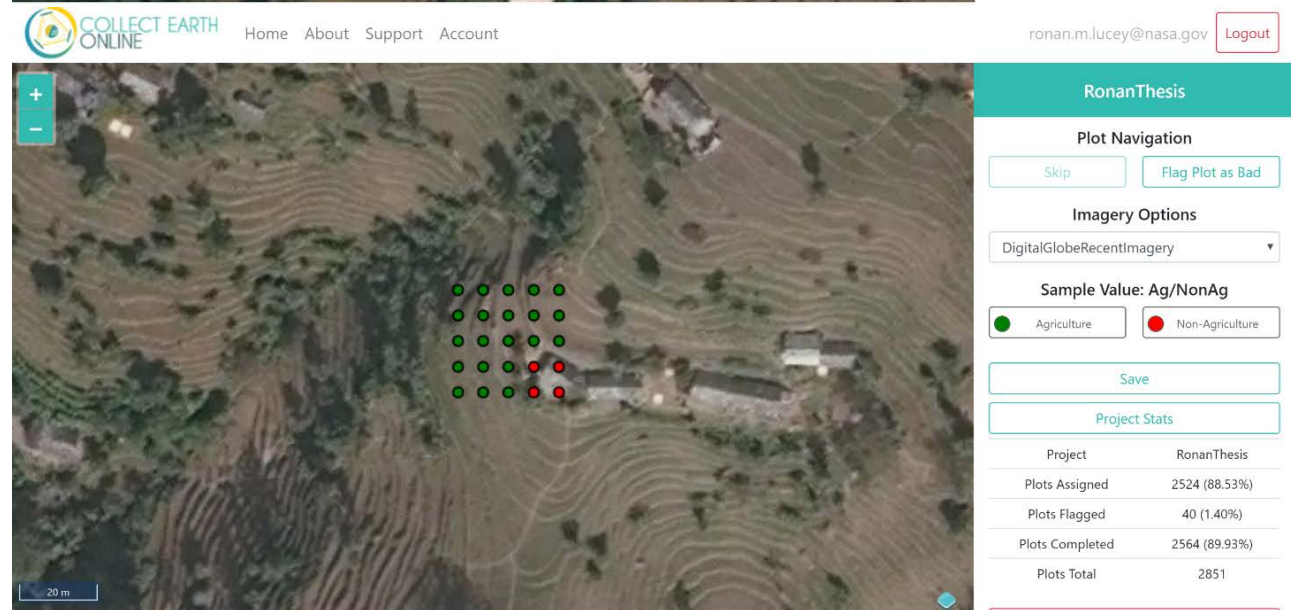 COLLECT EARTH
ONLINE
Home About Support Account
ronan.m.lucey@nasa.gov Logout
+
−
RonanThesis
Plot Navigation
Skip Flag Plot as Bad
Imagery Options
DigitalGlobeRecentImagery
Sample Value: Ag/NonAg
Agriculture Non-Agriculture
Save
Project Stats
Project RonanThesis
Plots Assigned 2524 (88.53%)
Plots Flagged 40 (1.40%)
Plots Completed 2564 (89.93%)
Plots Total 2851
20 m